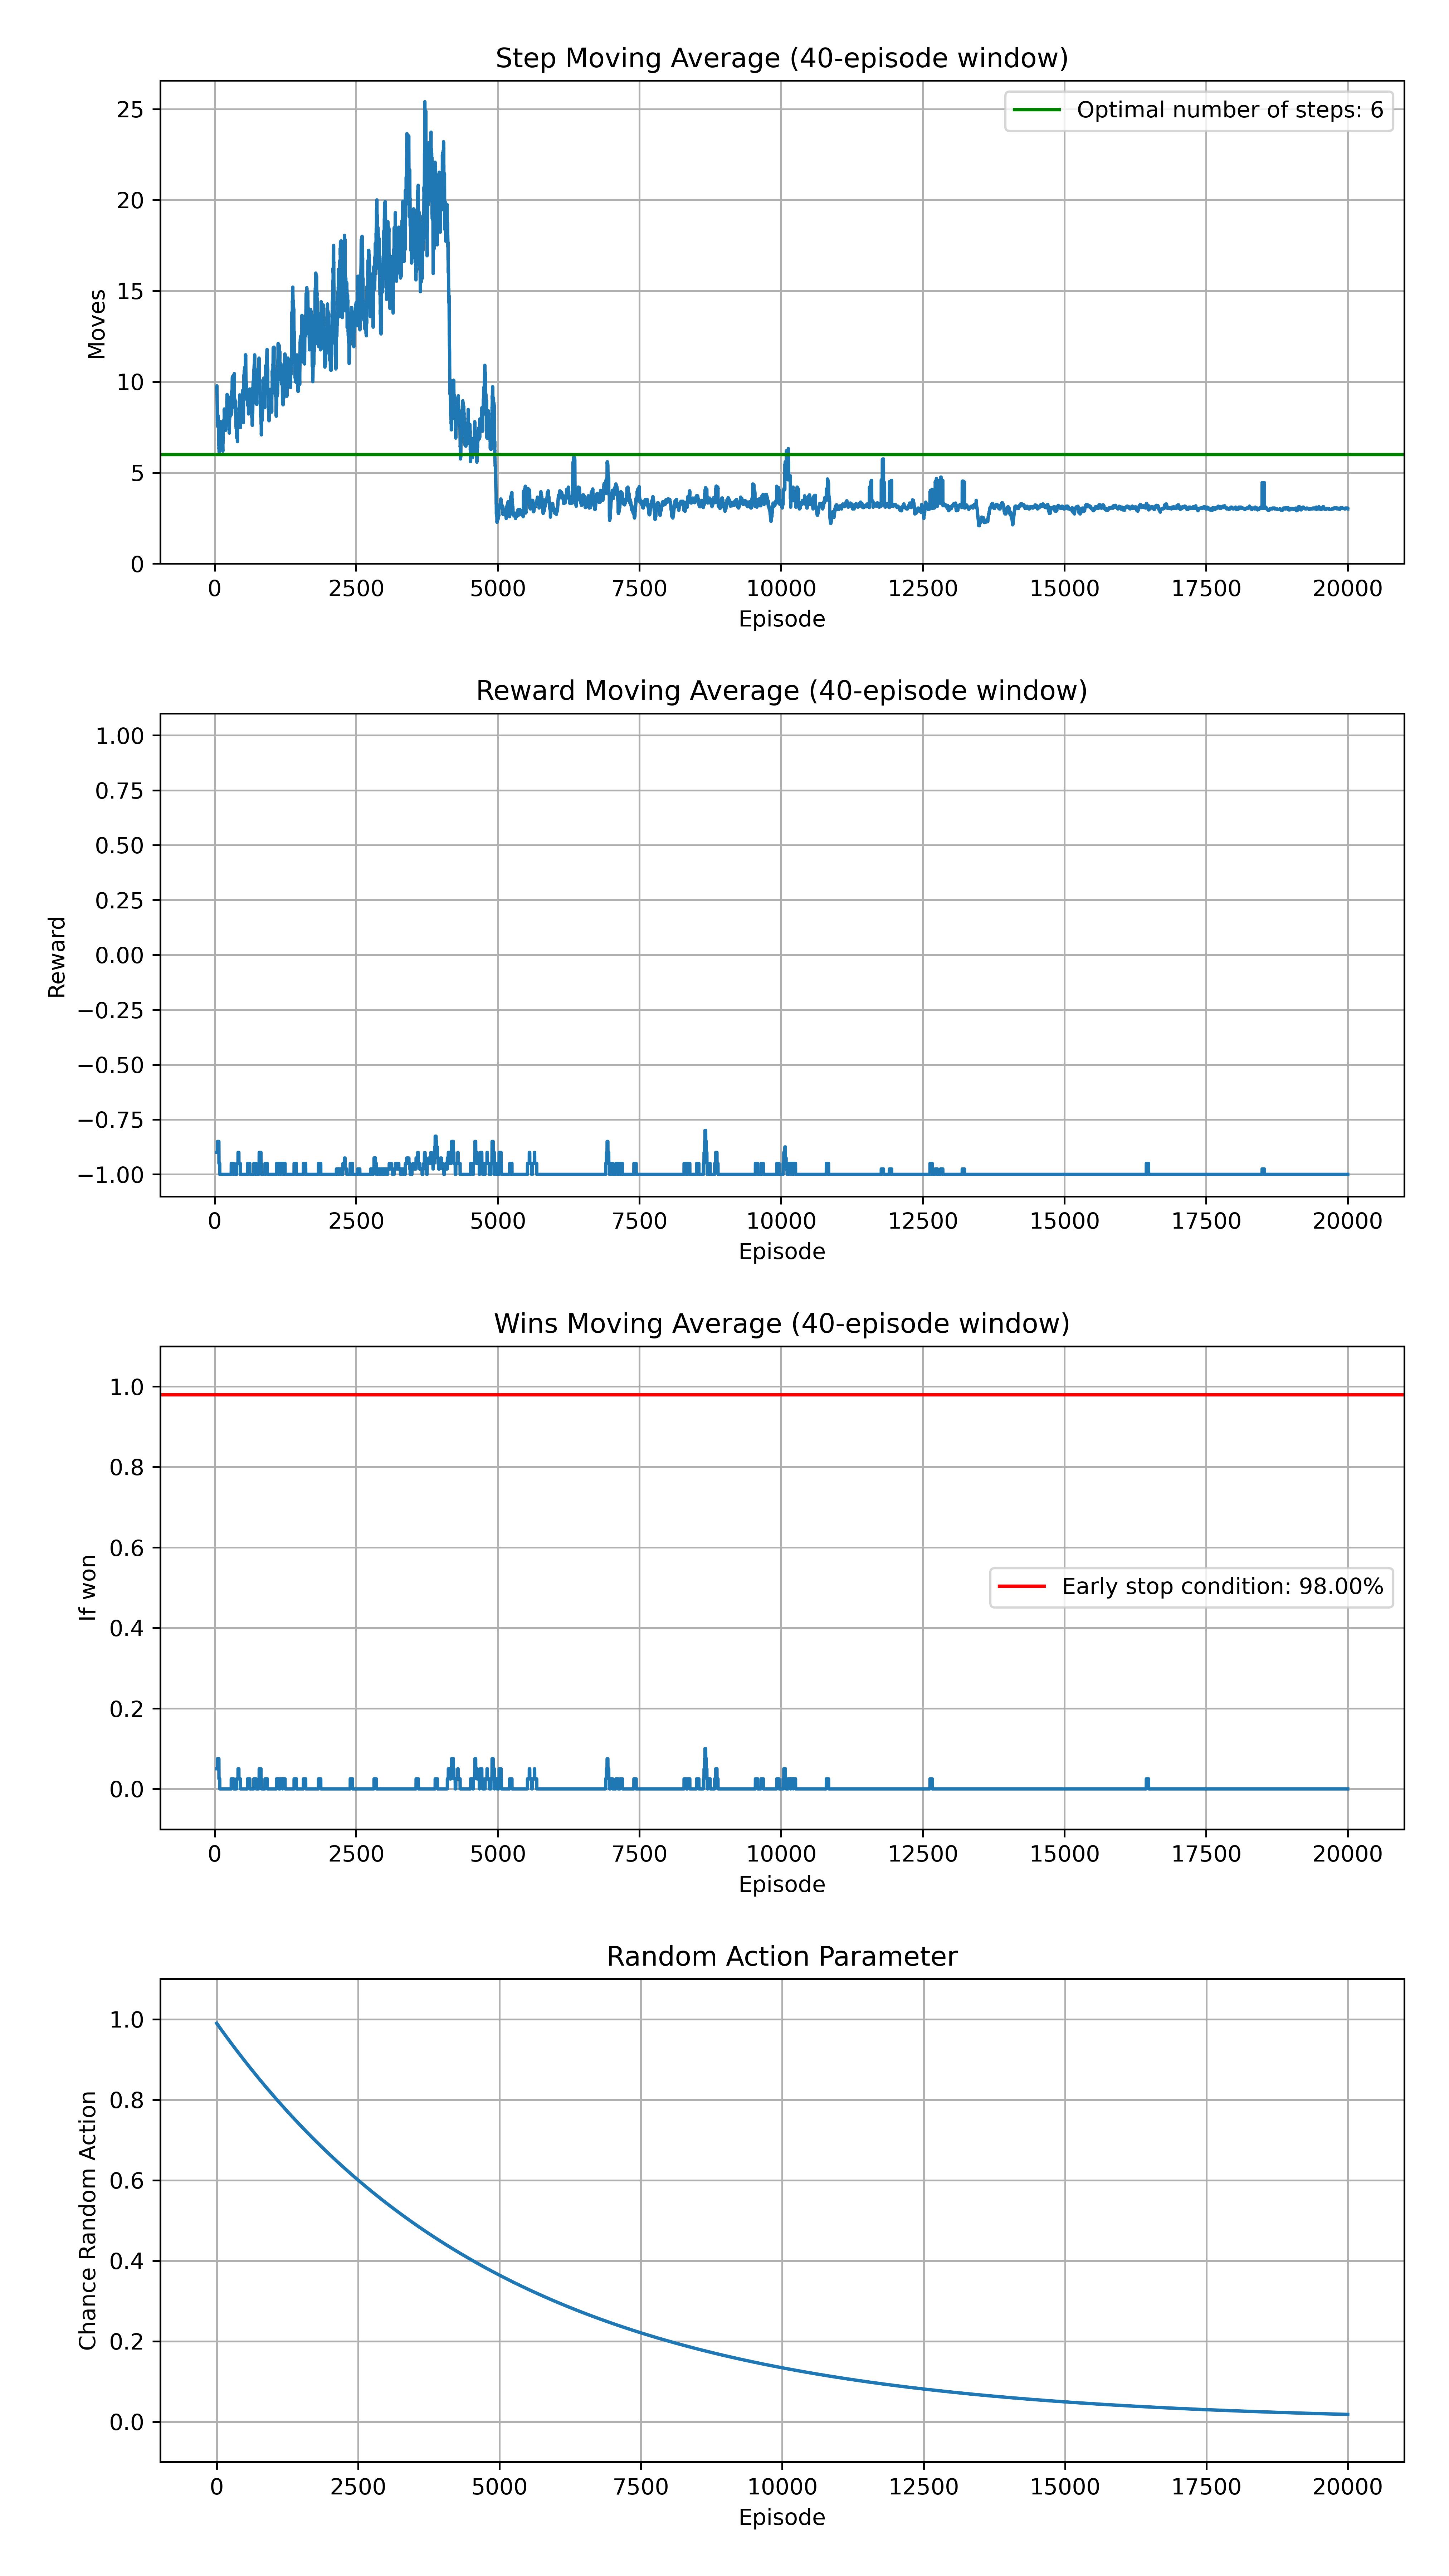 Step Moving Average (40-episode window)
Optimal number of steps: 6
25
20
15
10
5
0
Moves
0 2500 5000 7500 10000 12500 15000 17500 20000
Episode
Reward Moving Average (40-episode window)
1.00
0.75
0.50
0.25
0.00
−0.25
−0.50
−0.75
−1.00
Reward
0 2500 5000 7500 10000 12500 15000 17500 20000
Episode
Wins Moving Average (40-episode window)
1.0
0.8
0.6
0.4
0.2
0.0
If won
Early stop condition: 98.00%
0 2500 5000 7500 10000 12500 15000 17500 20000
Episode
Random Action Parameter
1.0
0.8
0.6
0.4
0.2
0.0
Chance Random Action
0 2500 5000 7500 10000 12500 15000 17500 20000
Episode